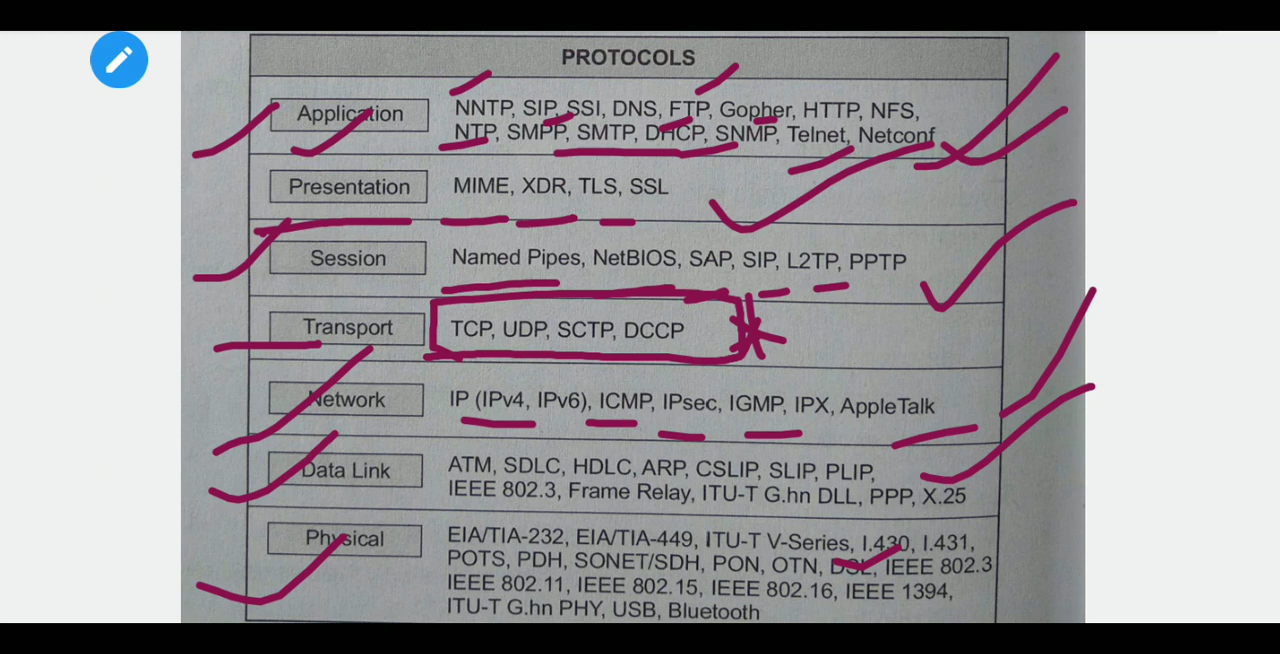 PROTOCOLS
Application
NNTP, SIP, SSI, DNS, FTP, Gopher, HTTP, NFS,
NTP, SMPP, SMTP, DHCP, SNMP, Telnet, Netconf
Presentation
MIME, XDR, TLS, SSL
Session
Named Pipes, NetBIOS, SAP, SIP, L2TP, PPTP
Transport
TCP, UDP, SCTP, DCCP
Network
IP (IPv4, IPv6), ICMP, IPsec, IGMP, IPX, AppleTalk
Data Link
ATM, SDLC, HDLC, ARP, CSLIP, SLIP, PLIP,
IEEE 802.3, Frame Relay, ITU-T G.hn DLL, PPP, X.25
Physical
EIA/TIA-232, EIA/TIA-449, ITU-T V-Series, I.430, I.431,
POTS, PDH, SONET/SDH, PON, OTN, DSL, IEEE 802.3
IEEE 802.11, IEEE 802.15, IEEE 802.16, IEEE 1394,
ITU-T G.hn PHY, USB, Bluetooth